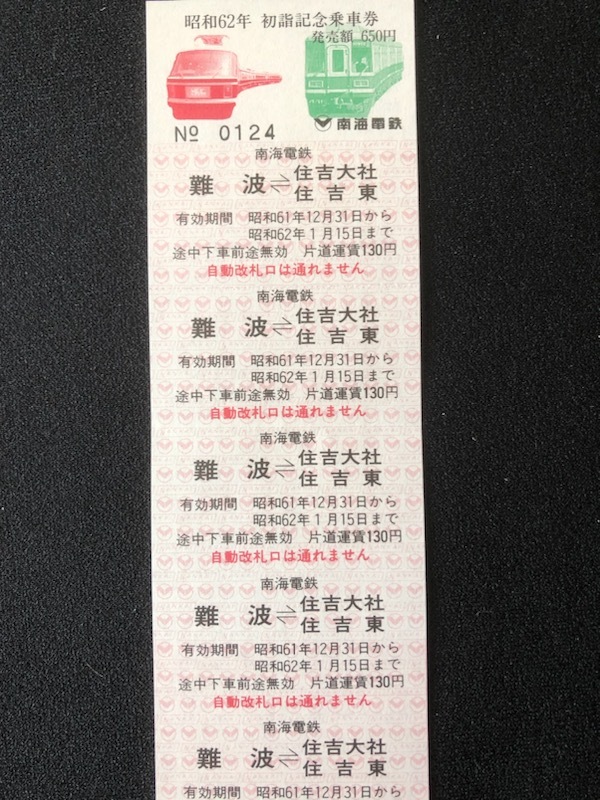 昭和62年 初詣記念乗車券
発売額 650円
南海電鉄
№ 0124
南海電鉄
難波⇌住吉大社
住吉東
有効期間 昭和61年12月31日から
昭和62年1月15日まで
途中下車前途無効 片道運賃130円
自動改札口は通れません
南海電鉄
難波⇌住吉大社
住吉東
有効期間 昭和61年12月31日から
昭和62年1月15日まで
途中下車前途無効 片道運賃130円
自動改札口は通れません
南海電鉄
難波⇌住吉大社
住吉東
有効期間 昭和61年12月31日から
昭和62年1月15日まで
途中下車前途無効 片道運賃130円
自動改札口は通れません
南海電鉄
難波⇌住吉大社
住吉東
有効期間 昭和61年12月31日から
昭和62年1月15日まで
途中下車前途無効 片道運賃130円
自動改札口は通れません
南海電鉄
難波⇌住吉大社
住吉東
有効期間 昭和61年12月31日から